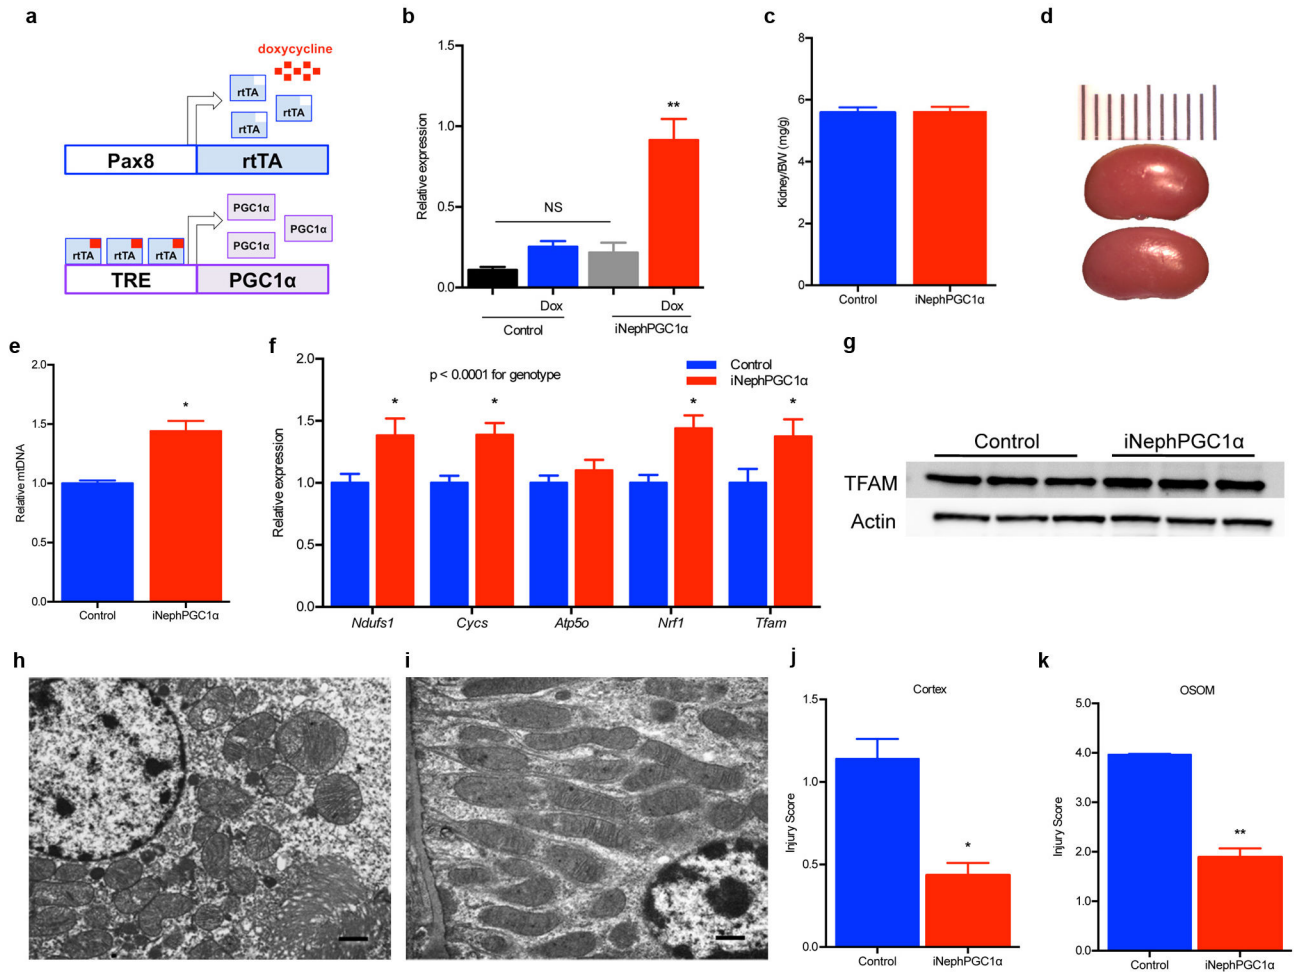 a
doxycycline
rtTA
rtTA
rtTA
Pax8 rtTA
PGC1α
PGC1α
PGC1α
rtTA rtTA rtTA
TRE PGC1α
b
Relative expression
1.5
1.0
0.5
0.0
**
NS
Dox Dox
Control iNephPGC1α
c
Kidney/BW (mg/g)
8
6
4
2
0
Control iNephPGC1α
d
e
Relative mtDNA
2.0
1.5
1.0
0.5
0.0
*
Control iNephPGC1α
f
Relative expression
2.0
1.5
1.0
0.5
0.0
p < 0.0001 for genotype
Control
iNephPGC1α
* * * *
Ndufs1 Cycs Atp5o Nrf1 Tfam
g
Control iNephPGC1α
TFAM
Actin
h
i
j
Cortex
Injury Score
1.5
1.0
0.5
0.0
*
Control iNephPGC1α
k
OSOM
Injury Score
5.0
4.0
3.0
2.0
1.0
0.0
**
Control iNephPGC1α